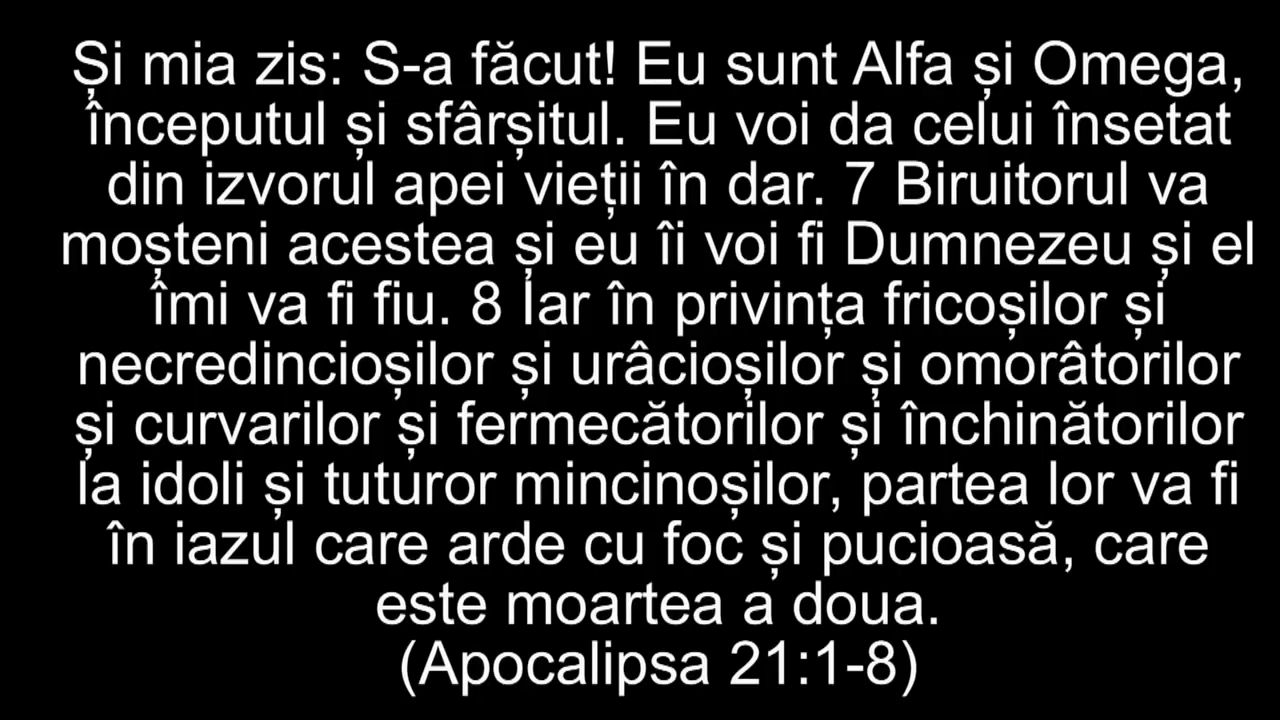 Și mia zis: S-a făcut! Eu sunt Alfa și Omega,
începutul și sfârșitul. Eu voi da celui însetat
din izvorul apei vieții în dar. 7 Biruitorul va
moșteni acestea și eu îi voi fi Dumnezeu și el
îmi va fi fiu. 8 Iar în privința fricoșilor și
necredincioșilor și urâcioșilor și omorâtorilor
și curvarilor și fermecătorilor și închinătorilor
la idoli și tuturor mincinoșilor, partea lor va fi
în iazul care arde cu foc și pucioasă, care
este moartea a doua.
(Apocalipsa 21:1-8)